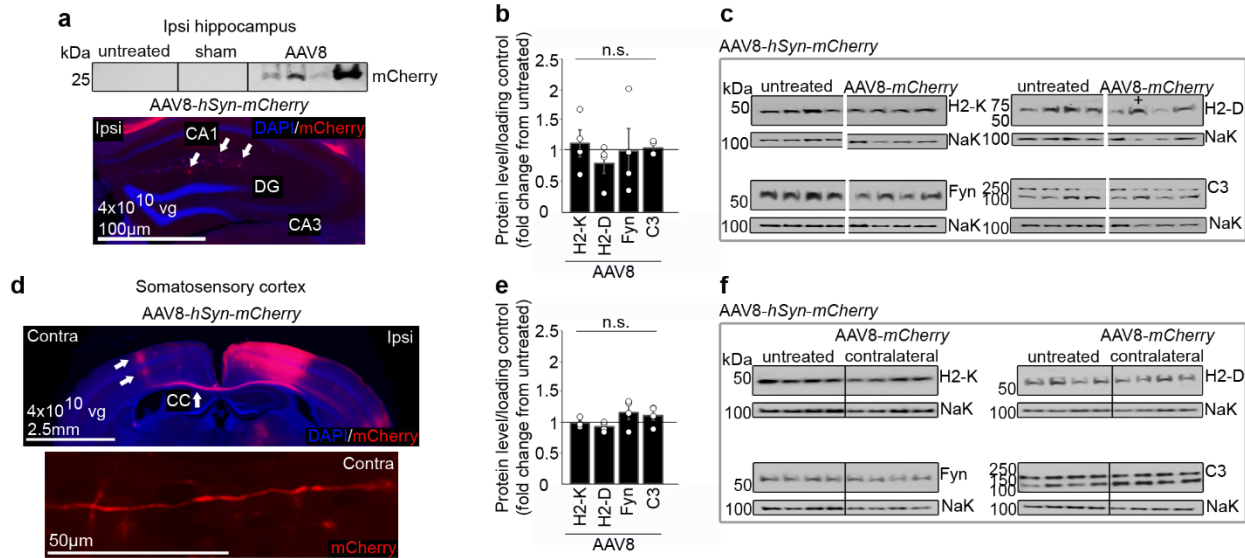 a
Ipsi hippocampus
kDa
untreated
sham
AAV8
25
mCherry
AAV8-hSyn-mCherry
Ipsi
DAPI/mCherry
CA1
DG
CA3
4x10^10 vg
100µm
b
n.s.
Protein level/loading control
(fold change from untreated)
2.5
2
1.5
1
0.5
0
H2-K
H2-D
Fyn
C3
AAV8
c
AAV8-hSyn-mCherry
untreated
AAV8-mCherry
kDa
50
H2-K
100
NaK
untreated
AAV8-mCherry
+
75
50
H2-D
100
NaK
50
Fyn
100
NaK
250
150
100
C3
100
NaK
d
Somatosensory cortex
AAV8-hSyn-mCherry
Contra
Ipsi
CC
4x10^10 vg
2.5mm
DAPI/mCherry
Contra
50µm
mCherry
e
n.s.
Protein level/loading control
(fold change from untreated)
2.5
2
1.5
1
0.5
0
H2-K
H2-D
Fyn
C3
AAV8
f
AAV8-hSyn-mCherry
AAV8-mCherry
kDa
untreated
contralateral
50
H2-K
100
NaK
AAV8-mCherry
untreated
contralateral
50
H2-D
100
NaK
50
Fyn
100
NaK
250
150
100
C3
100
NaK